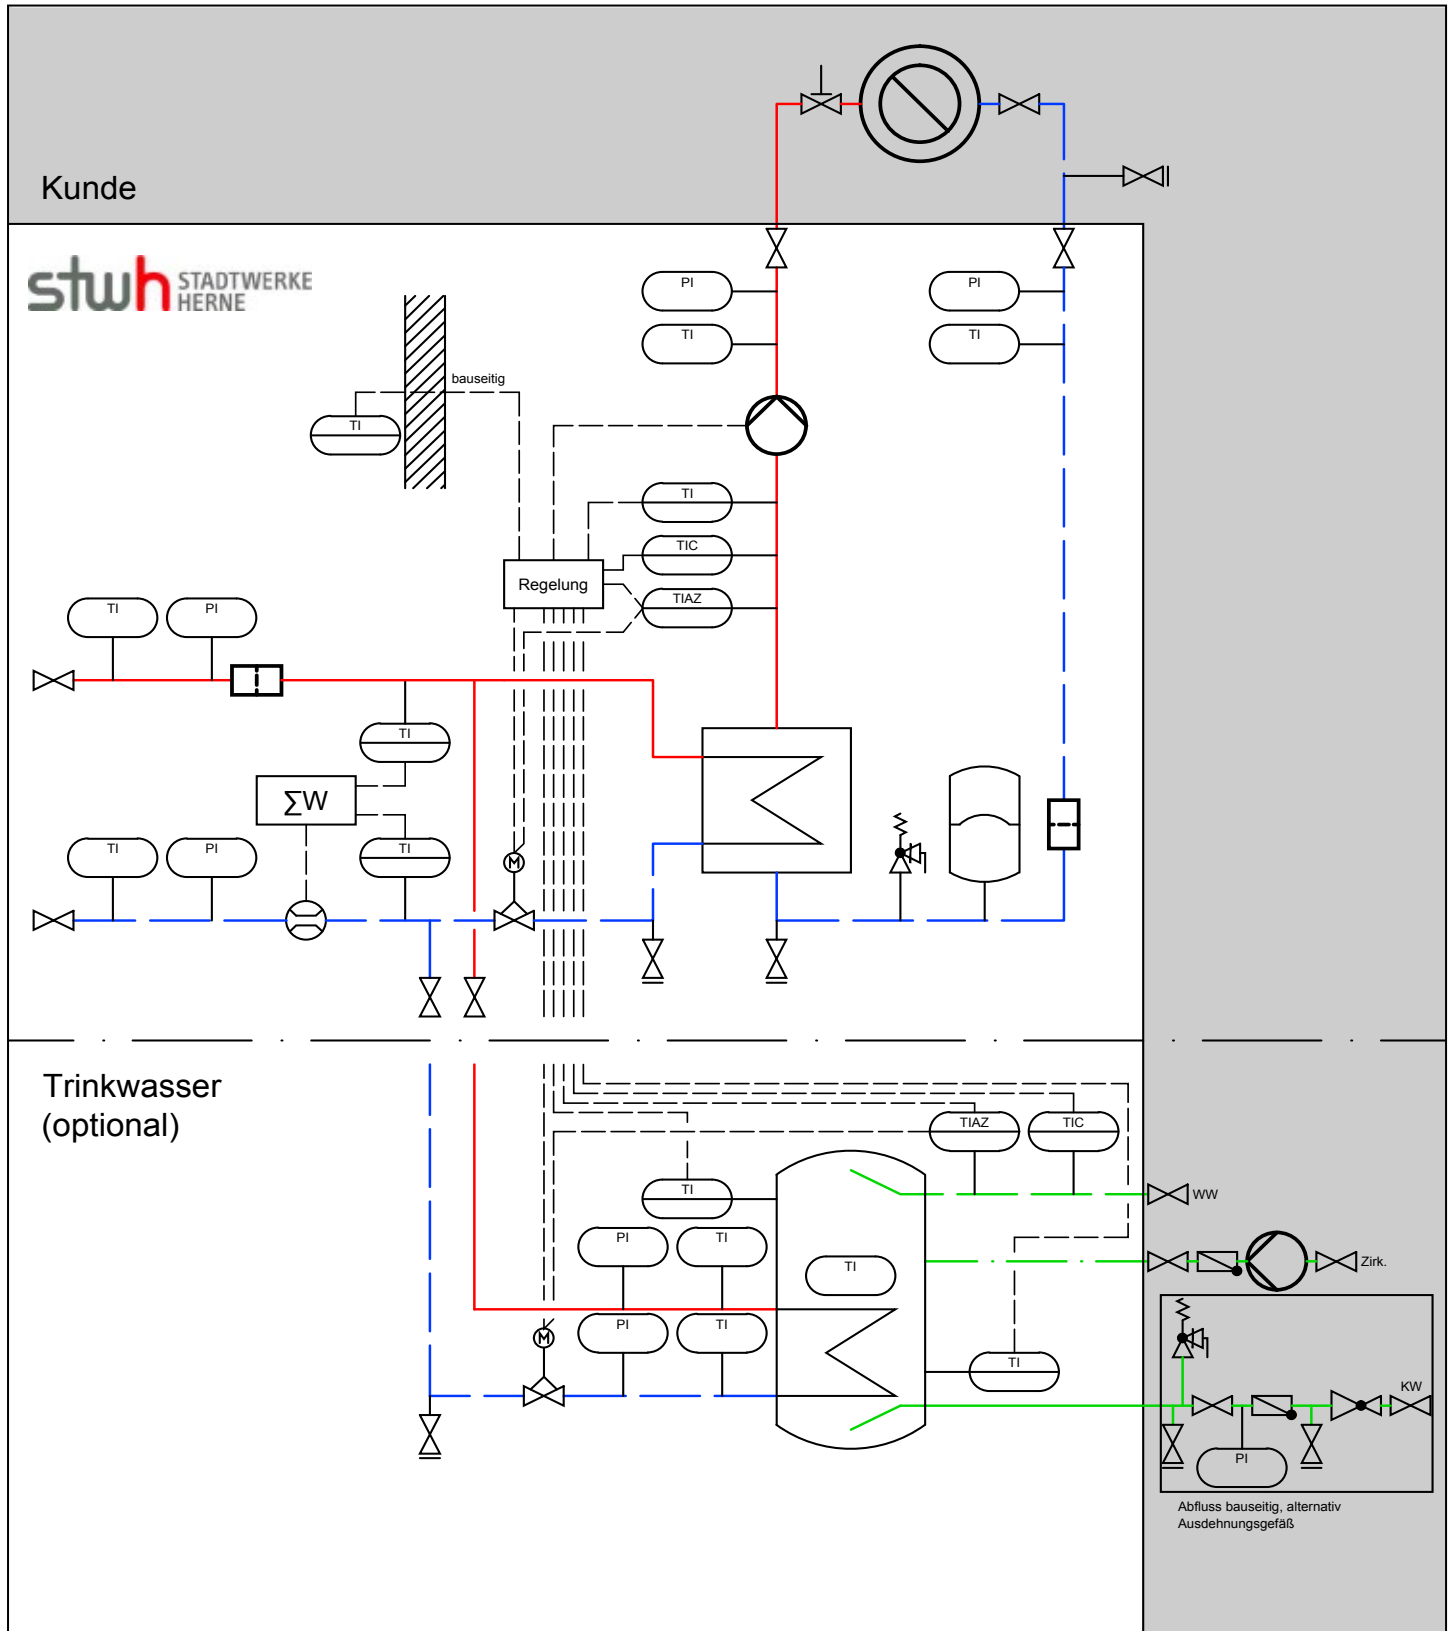 Kunde
stwh STADTWERKE
HERNE
PI
PI
TI
TI
bauseitig
TI
TI
TIC
Regelung
TIAZ
TI
PI
TI
ΣW
TI
PI
TI
M
Trinkwasser
(optional)
TIAZ
TIC
TI
WW
PI
TI
TI
Zirk.
PI
TI
M
TI
KW
PI
Abfluss bauseitig, alternativ
Ausdehnungsgefäß